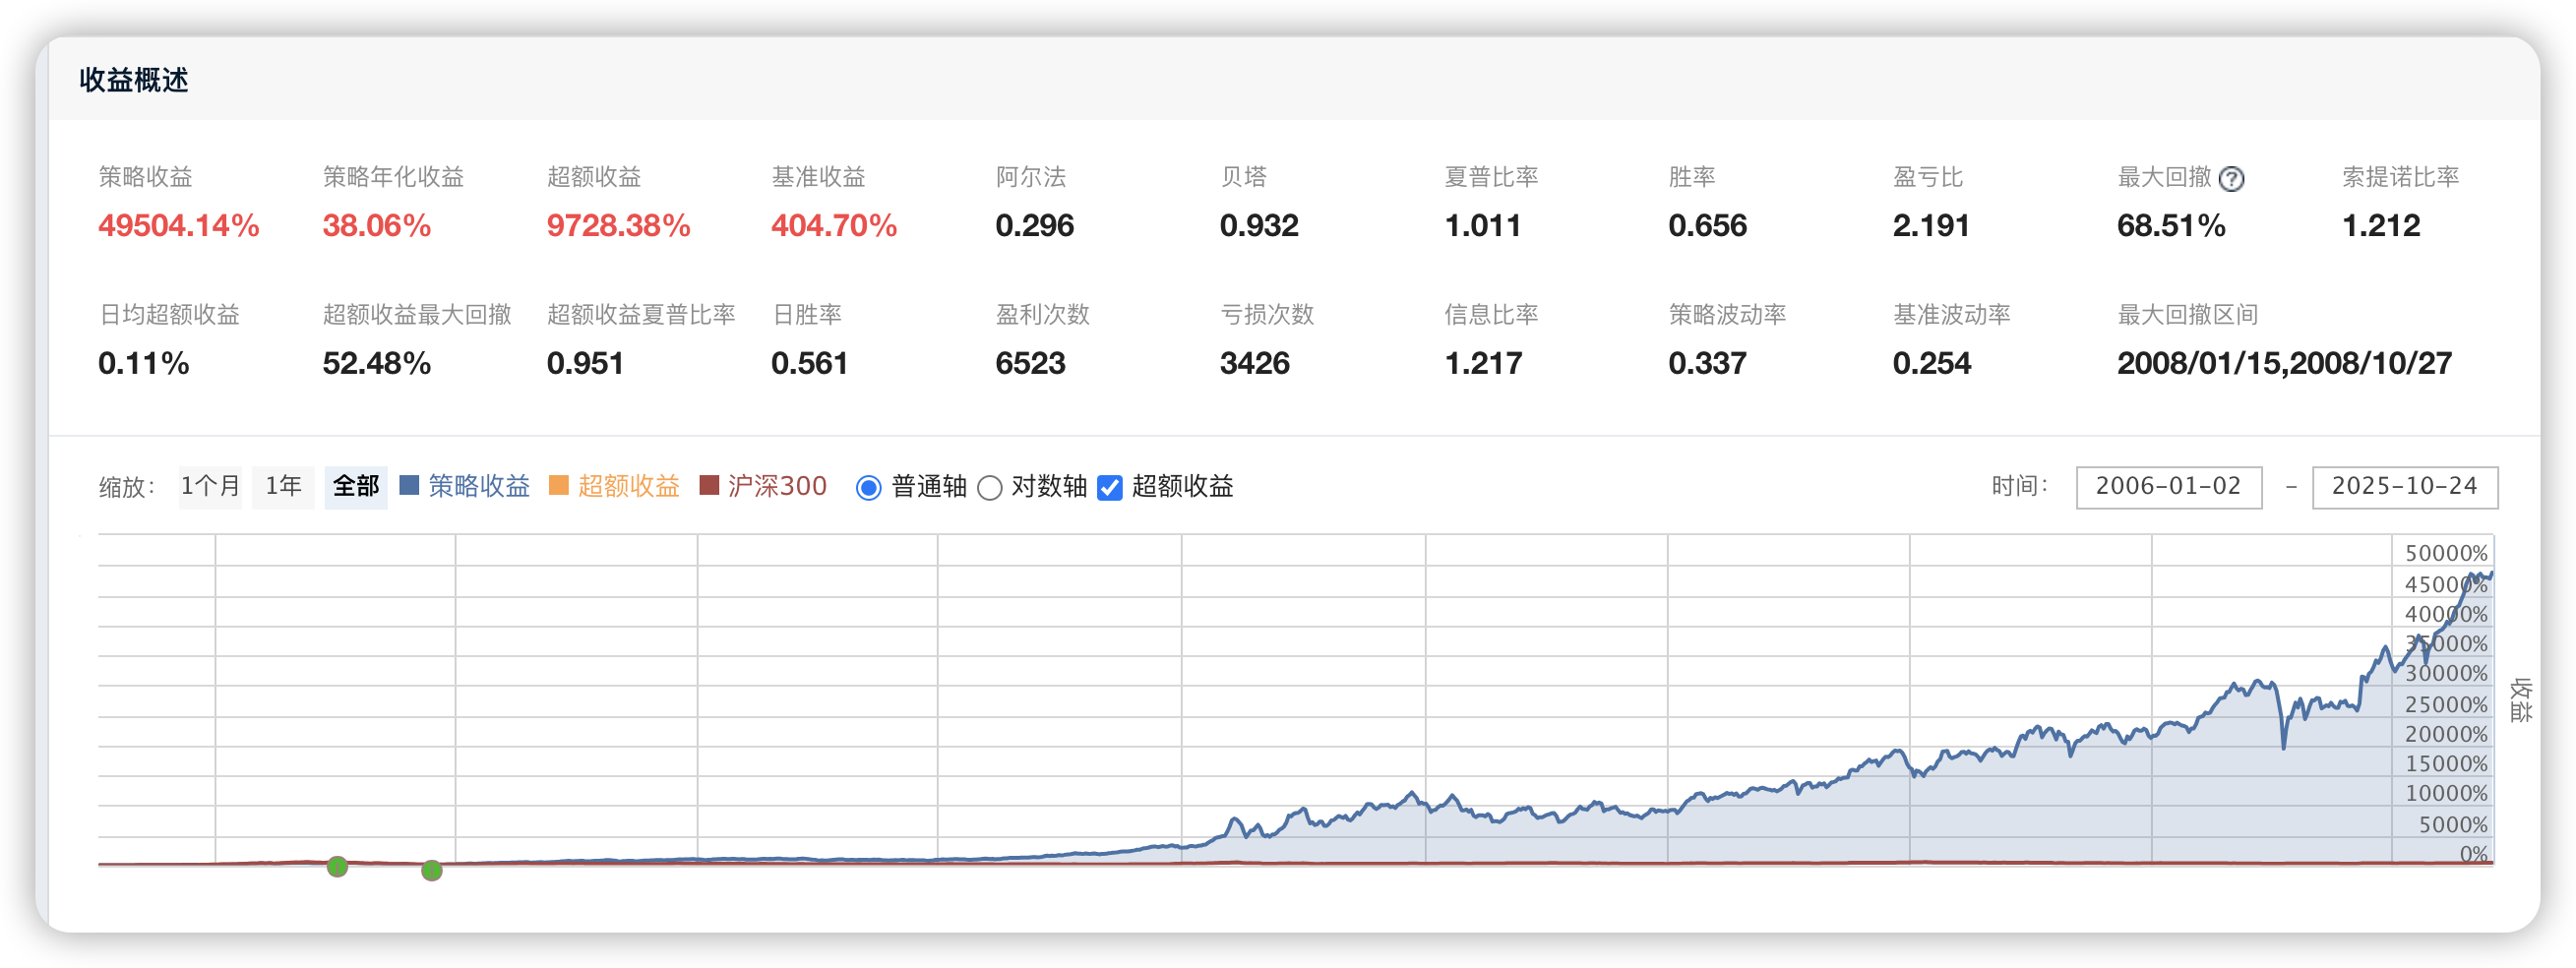 收益概述
策略收益 策略年化收益 超额收益 基准收益 阿尔法 贝塔 夏普比率 胜率 盈亏比 最大回撤 ? 索提诺比率
49504.14% 38.06% 9728.38% 404.70% 0.296 0.932 1.011 0.656 2.191 68.51% 1.212
日均超额收益 超额收益最大回撤 超额收益夏普比率 日胜率 盈利次数 亏损次数 信息比率 策略波动率 基准波动率 最大回撤区间
0.11% 52.48% 0.951 0.561 6523 3426 1.217 0.337 0.254 2008/01/15,2008/10/27
缩放: 1个月 1年 全部 策略收益 超额收益 沪深300 普通轴 对数轴 超额收益 时间: 2006-01-02 - 2025-10-24
50000%
45000%
40000%
35000%
30000%
25000%
20000%
15000%
10000%
5000%
0%
收益